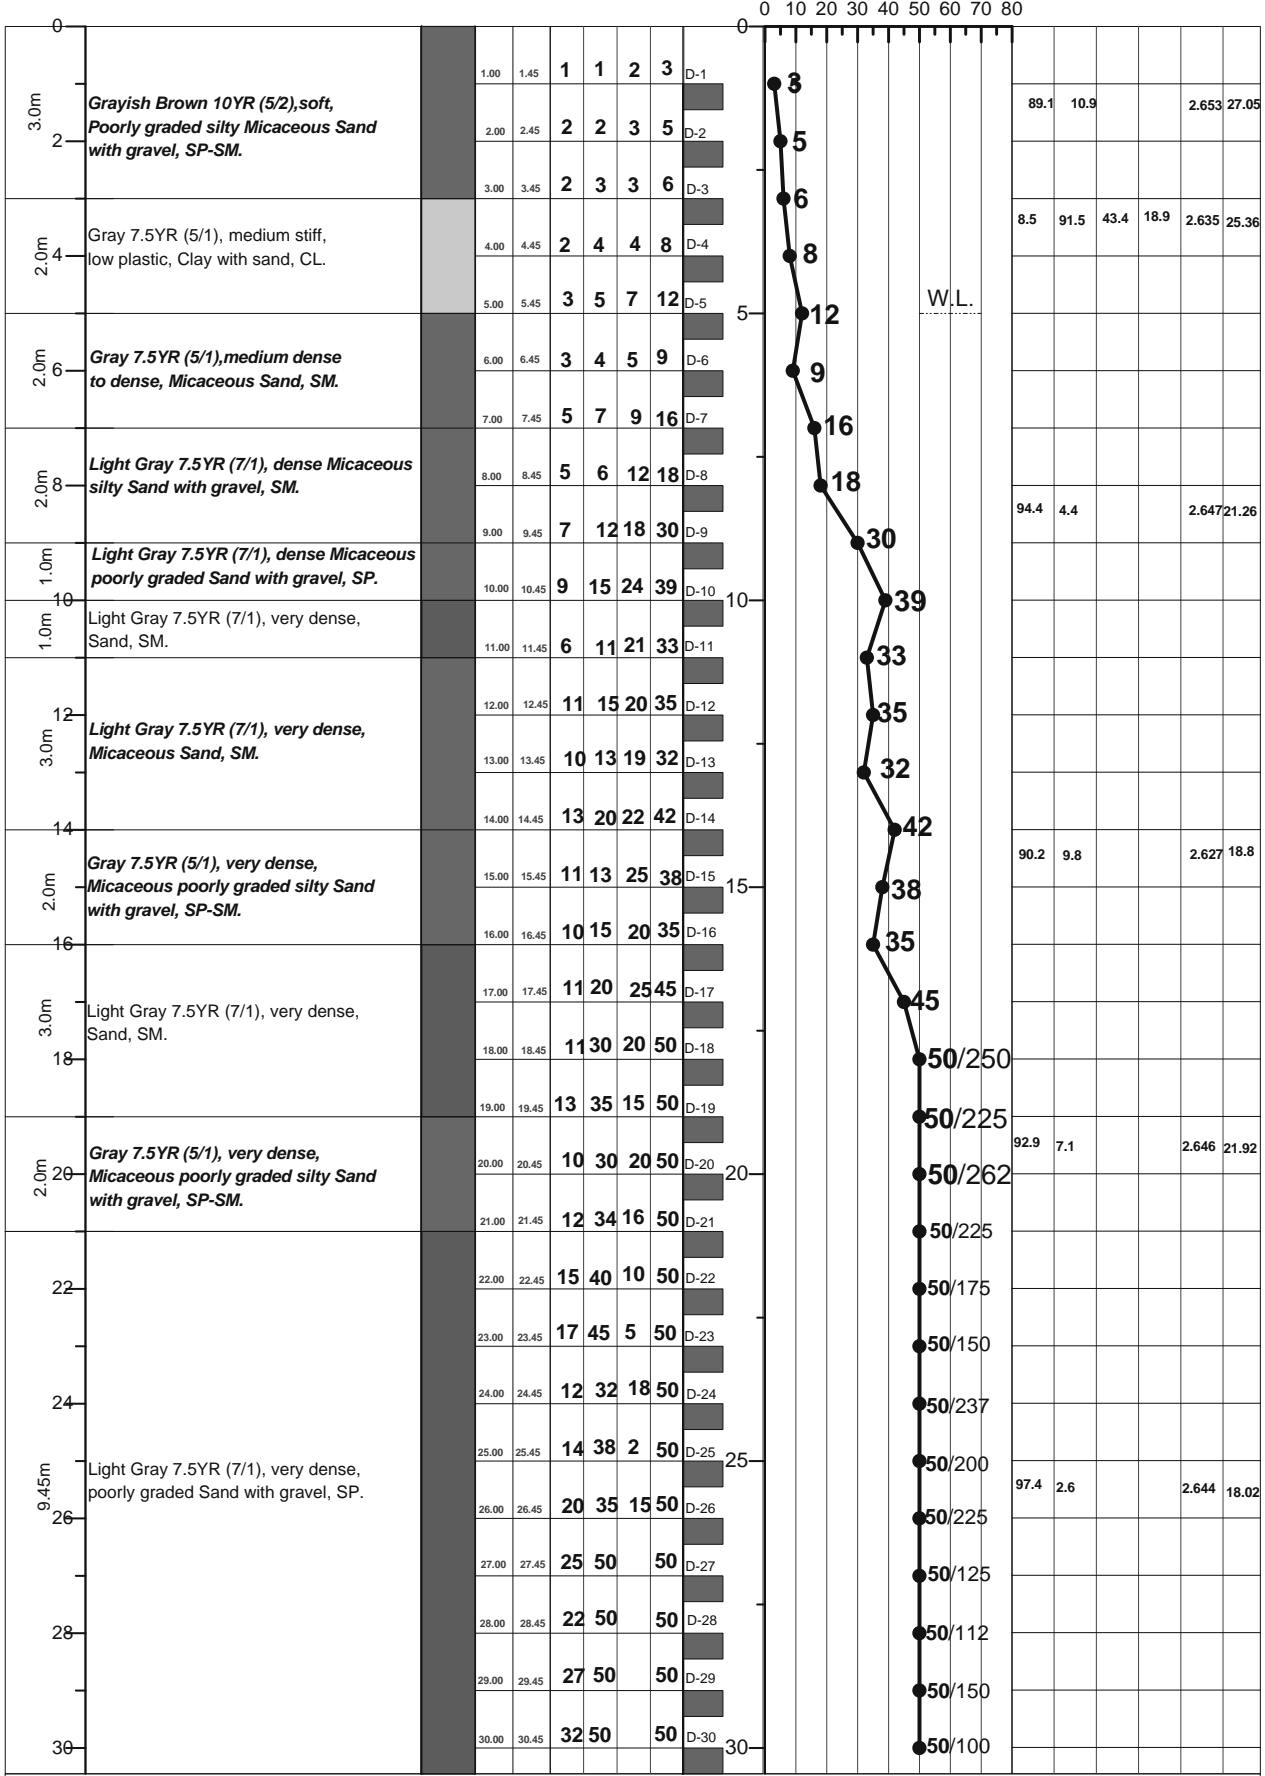 0 10 20 30 40 50 60 70 80
0 0
1.00 1.45 1 1 2 3 D-1
3
3.0m
Grayish Brown 10YR (5/2),soft,
Poorly graded silty Micaceous Sand
with gravel, SP-SM.
89.1 10.9 2.653 27.05
2.00 2.45 2 2 3 5 D-2
2 5
3.00 3.45 2 3 3 6 D-3
6
8.5 91.5 43.4 18.9 2.635 25.36
2.0m
Gray 7.5YR (5/1), medium stiff,
low plastic, Clay with sand, CL.
4.00 4.45 2 4 4 8 D-4
4 8
5.00 5.45 3 5 7 12 D-5
W.L.
5 12
2.0m
Gray 7.5YR (5/1),medium dense
to dense, Micaceous Sand, SM.
6.00 6.45 3 4 5 9 D-6
6 9
7.00 7.45 5 7 9 16 D-7
16
2.0m
Light Gray 7.5YR (7/1), dense Micaceous
silty Sand with gravel, SM.
8.00 8.45 5 6 12 18 D-8
8 18
94.4 4.4 2.647 21.26
9.00 9.45 7 12 18 30 D-9
30
1.0m
Light Gray 7.5YR (7/1), dense Micaceous
poorly graded Sand with gravel, SP.
10.00 10.45 9 15 24 39 D-10
10 10 39
1.0m
Light Gray 7.5YR (7/1), very dense,
Sand, SM.
11.00 11.45 6 11 21 33 D-11
33
12.00 12.45 11 15 20 35 D-12
12 35
3.0m
Light Gray 7.5YR (7/1), very dense,
Micaceous Sand, SM.
13.00 13.45 10 13 19 32 D-13
32
14.00 14.45 13 20 22 42 D-14
14 42
90.2 9.8 2.627 18.8
2.0m
Gray 7.5YR (5/1), very dense,
Micaceous poorly graded silty Sand
with gravel, SP-SM.
15.00 15.45 11 13 25 38 D-15
15 38
16.00 16.45 10 15 20 35 D-16
16 35
17.00 17.45 11 20 25 45 D-17
45
3.0m
Light Gray 7.5YR (7/1), very dense,
Sand, SM.
18.00 18.45 11 30 20 50 D-18
18 50/250
19.00 19.45 13 35 15 50 D-19
50/225
92.9 7.1 2.646 21.92
2.0m
Gray 7.5YR (5/1), very dense,
Micaceous poorly graded silty Sand
with gravel, SP-SM.
20.00 20.45 10 30 20 50 D-20
20 20 50/262
21.00 21.45 12 34 16 50 D-21
50/225
22.00 22.45 15 40 10 50 D-22
22 50/175
23.00 23.45 17 45 5 50 D-23
50/150
24.00 24.45 12 32 18 50 D-24
24 50/237
25.00 25.45 14 38 2 50 D-25
25 50/200
9.45m
Light Gray 7.5YR (7/1), very dense,
poorly graded Sand with gravel, SP.
97.4 2.6 2.644 18.02
26.00 26.45 20 35 15 50 D-26
26 50/225
27.00 27.45 25 50 50 D-27
50/125
28.00 28.45 22 50 50 D-28
28 50/112
29.00 29.45 27 50 50 D-29
50/150
30.00 30.45 32 50 50 D-30
30 30 50/100